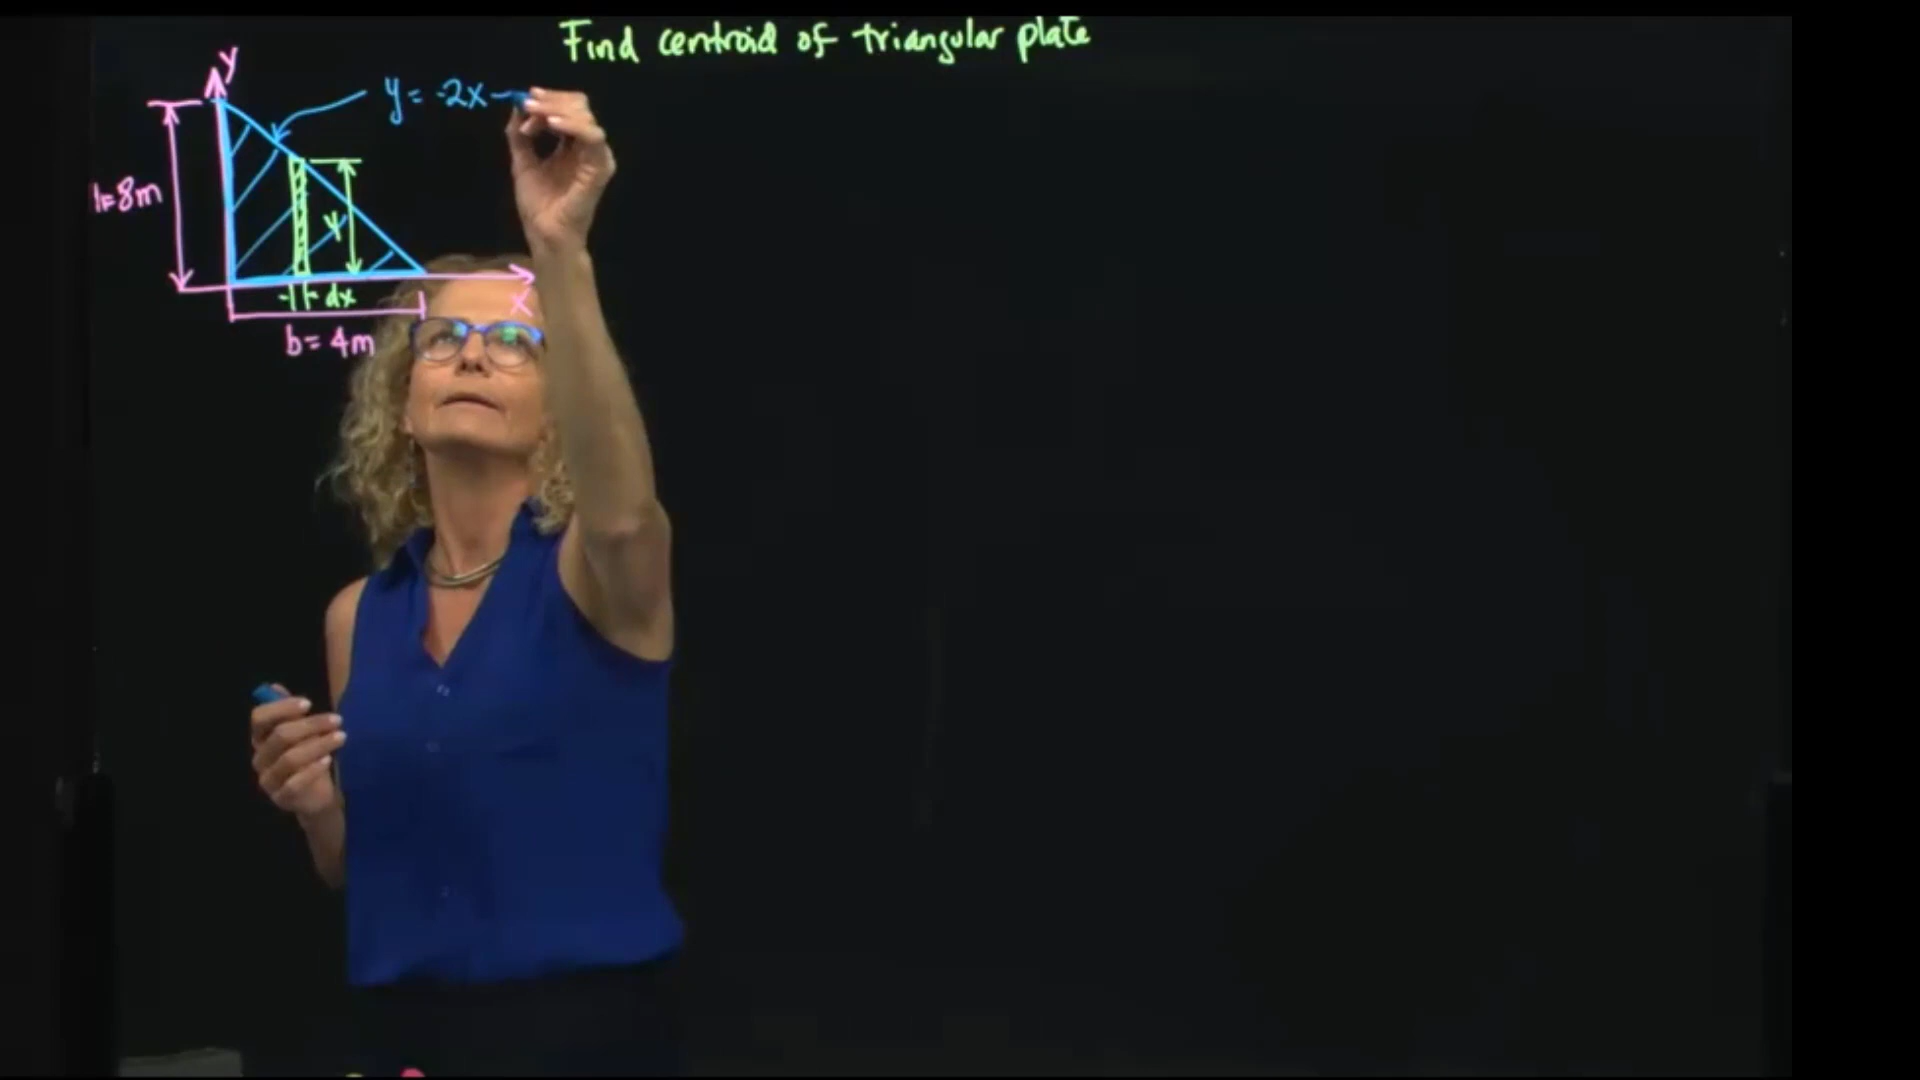 Find centroid of triangular plate
y
y = -2x
h=8m
y
dx
x
b= 4m